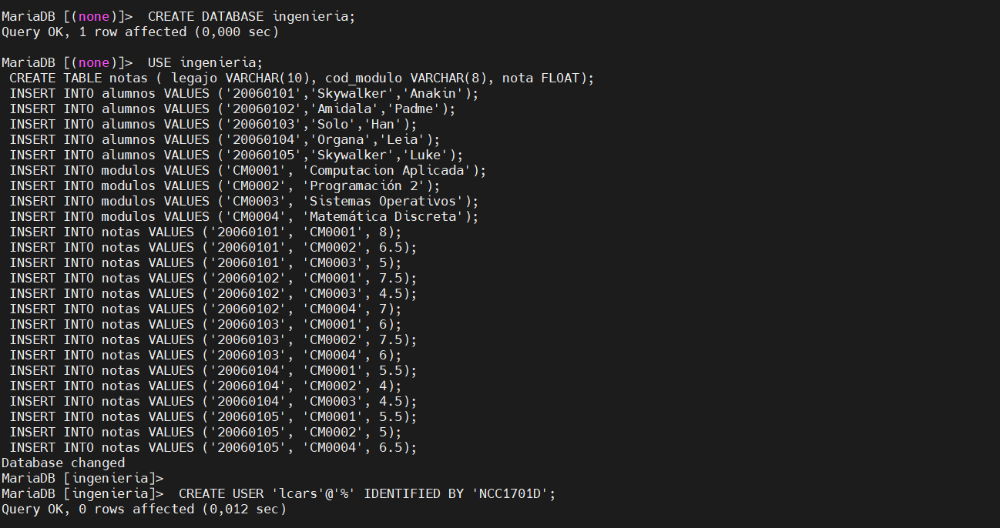 MariaDB [(none)]>  CREATE DATABASE ingenieria;
Query OK, 1 row affected (0,000 sec)
MariaDB [(none)]>  USE ingenieria;
CREATE TABLE notas ( legajo VARCHAR(10), cod_modulo VARCHAR(8), nota FLOAT);
INSERT INTO alumnos VALUES ('20060101','Skywalker','Anakin');
INSERT INTO alumnos VALUES ('20060102','Amidala','Padme');
INSERT INTO alumnos VALUES ('20060103','Solo','Han');
INSERT INTO alumnos VALUES ('20060104','Organa','Leia');
INSERT INTO alumnos VALUES ('20060105','Skywalker','Luke');
INSERT INTO modulos VALUES ('CM0001', 'Computacion Aplicada');
INSERT INTO modulos VALUES ('CM0002', 'Programación 2');
INSERT INTO modulos VALUES ('CM0003', 'Sistemas Operativos');
INSERT INTO modulos VALUES ('CM0004', 'Matemática Discreta');
INSERT INTO notas VALUES ('20060101', 'CM0001', 8);
INSERT INTO notas VALUES ('20060101', 'CM0002', 6.5);
INSERT INTO notas VALUES ('20060101', 'CM0003', 5);
INSERT INTO notas VALUES ('20060102', 'CM0001', 7.5);
INSERT INTO notas VALUES ('20060102', 'CM0003', 4.5);
INSERT INTO notas VALUES ('20060102', 'CM0004', 7);
INSERT INTO notas VALUES ('20060103', 'CM0001', 6);
INSERT INTO notas VALUES ('20060103', 'CM0002', 7.5);
INSERT INTO notas VALUES ('20060103', 'CM0004', 6);
INSERT INTO notas VALUES ('20060104', 'CM0001', 5.5);
INSERT INTO notas VALUES ('20060104', 'CM0002', 4);
INSERT INTO notas VALUES ('20060104', 'CM0003', 4.5);
INSERT INTO notas VALUES ('20060105', 'CM0001', 5.5);
INSERT INTO notas VALUES ('20060105', 'CM0002', 5);
INSERT INTO notas VALUES ('20060105', 'CM0004', 6.5);
Database changed
MariaDB [ingenieria]>
MariaDB [ingenieria]>  CREATE USER 'lcars'@'%' IDENTIFIED BY 'NCC1701D';
Query OK, 0 rows affected (0,012 sec)